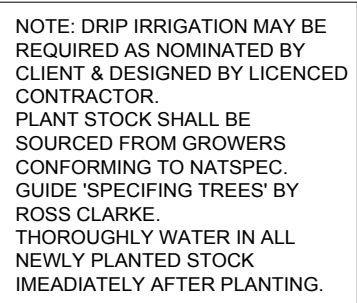 NOTE: DRIP IRRIGATION MAY BE
REQUIRED AS NOMINATED BY
CLIENT & DESIGNED BY LICENCED
CONTRACTOR.
PLANT STOCK SHALL BE
SOURCED FROM GROWERS
CONFORMING TO NATSPEC.
GUIDE 'SPECIFING TREES' BY
ROSS CLARKE.
THOROUGHLY WATER IN ALL
NEWLY PLANTED STOCK
IMEADIATELY AFTER PLANTING.